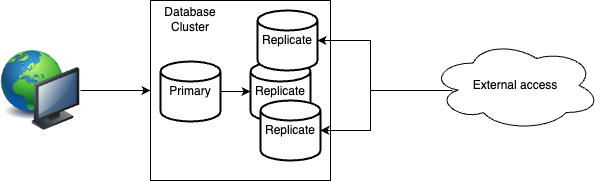 Database
Cluster
Replicate
Primary
Replicate
Replicate
External access